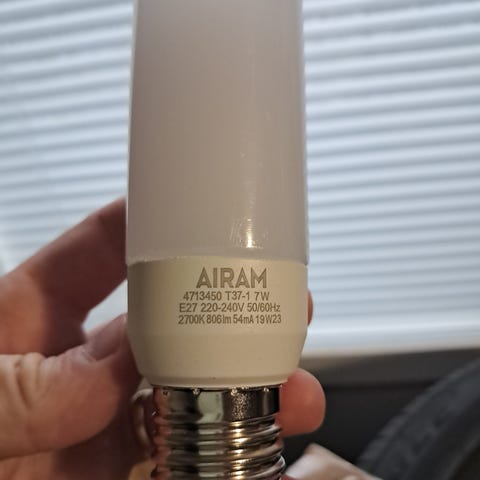 AIRAM
4713450 T37-1 7W
E27 220-240V 50/60Hz
2700K 806lm 54mA 19W23